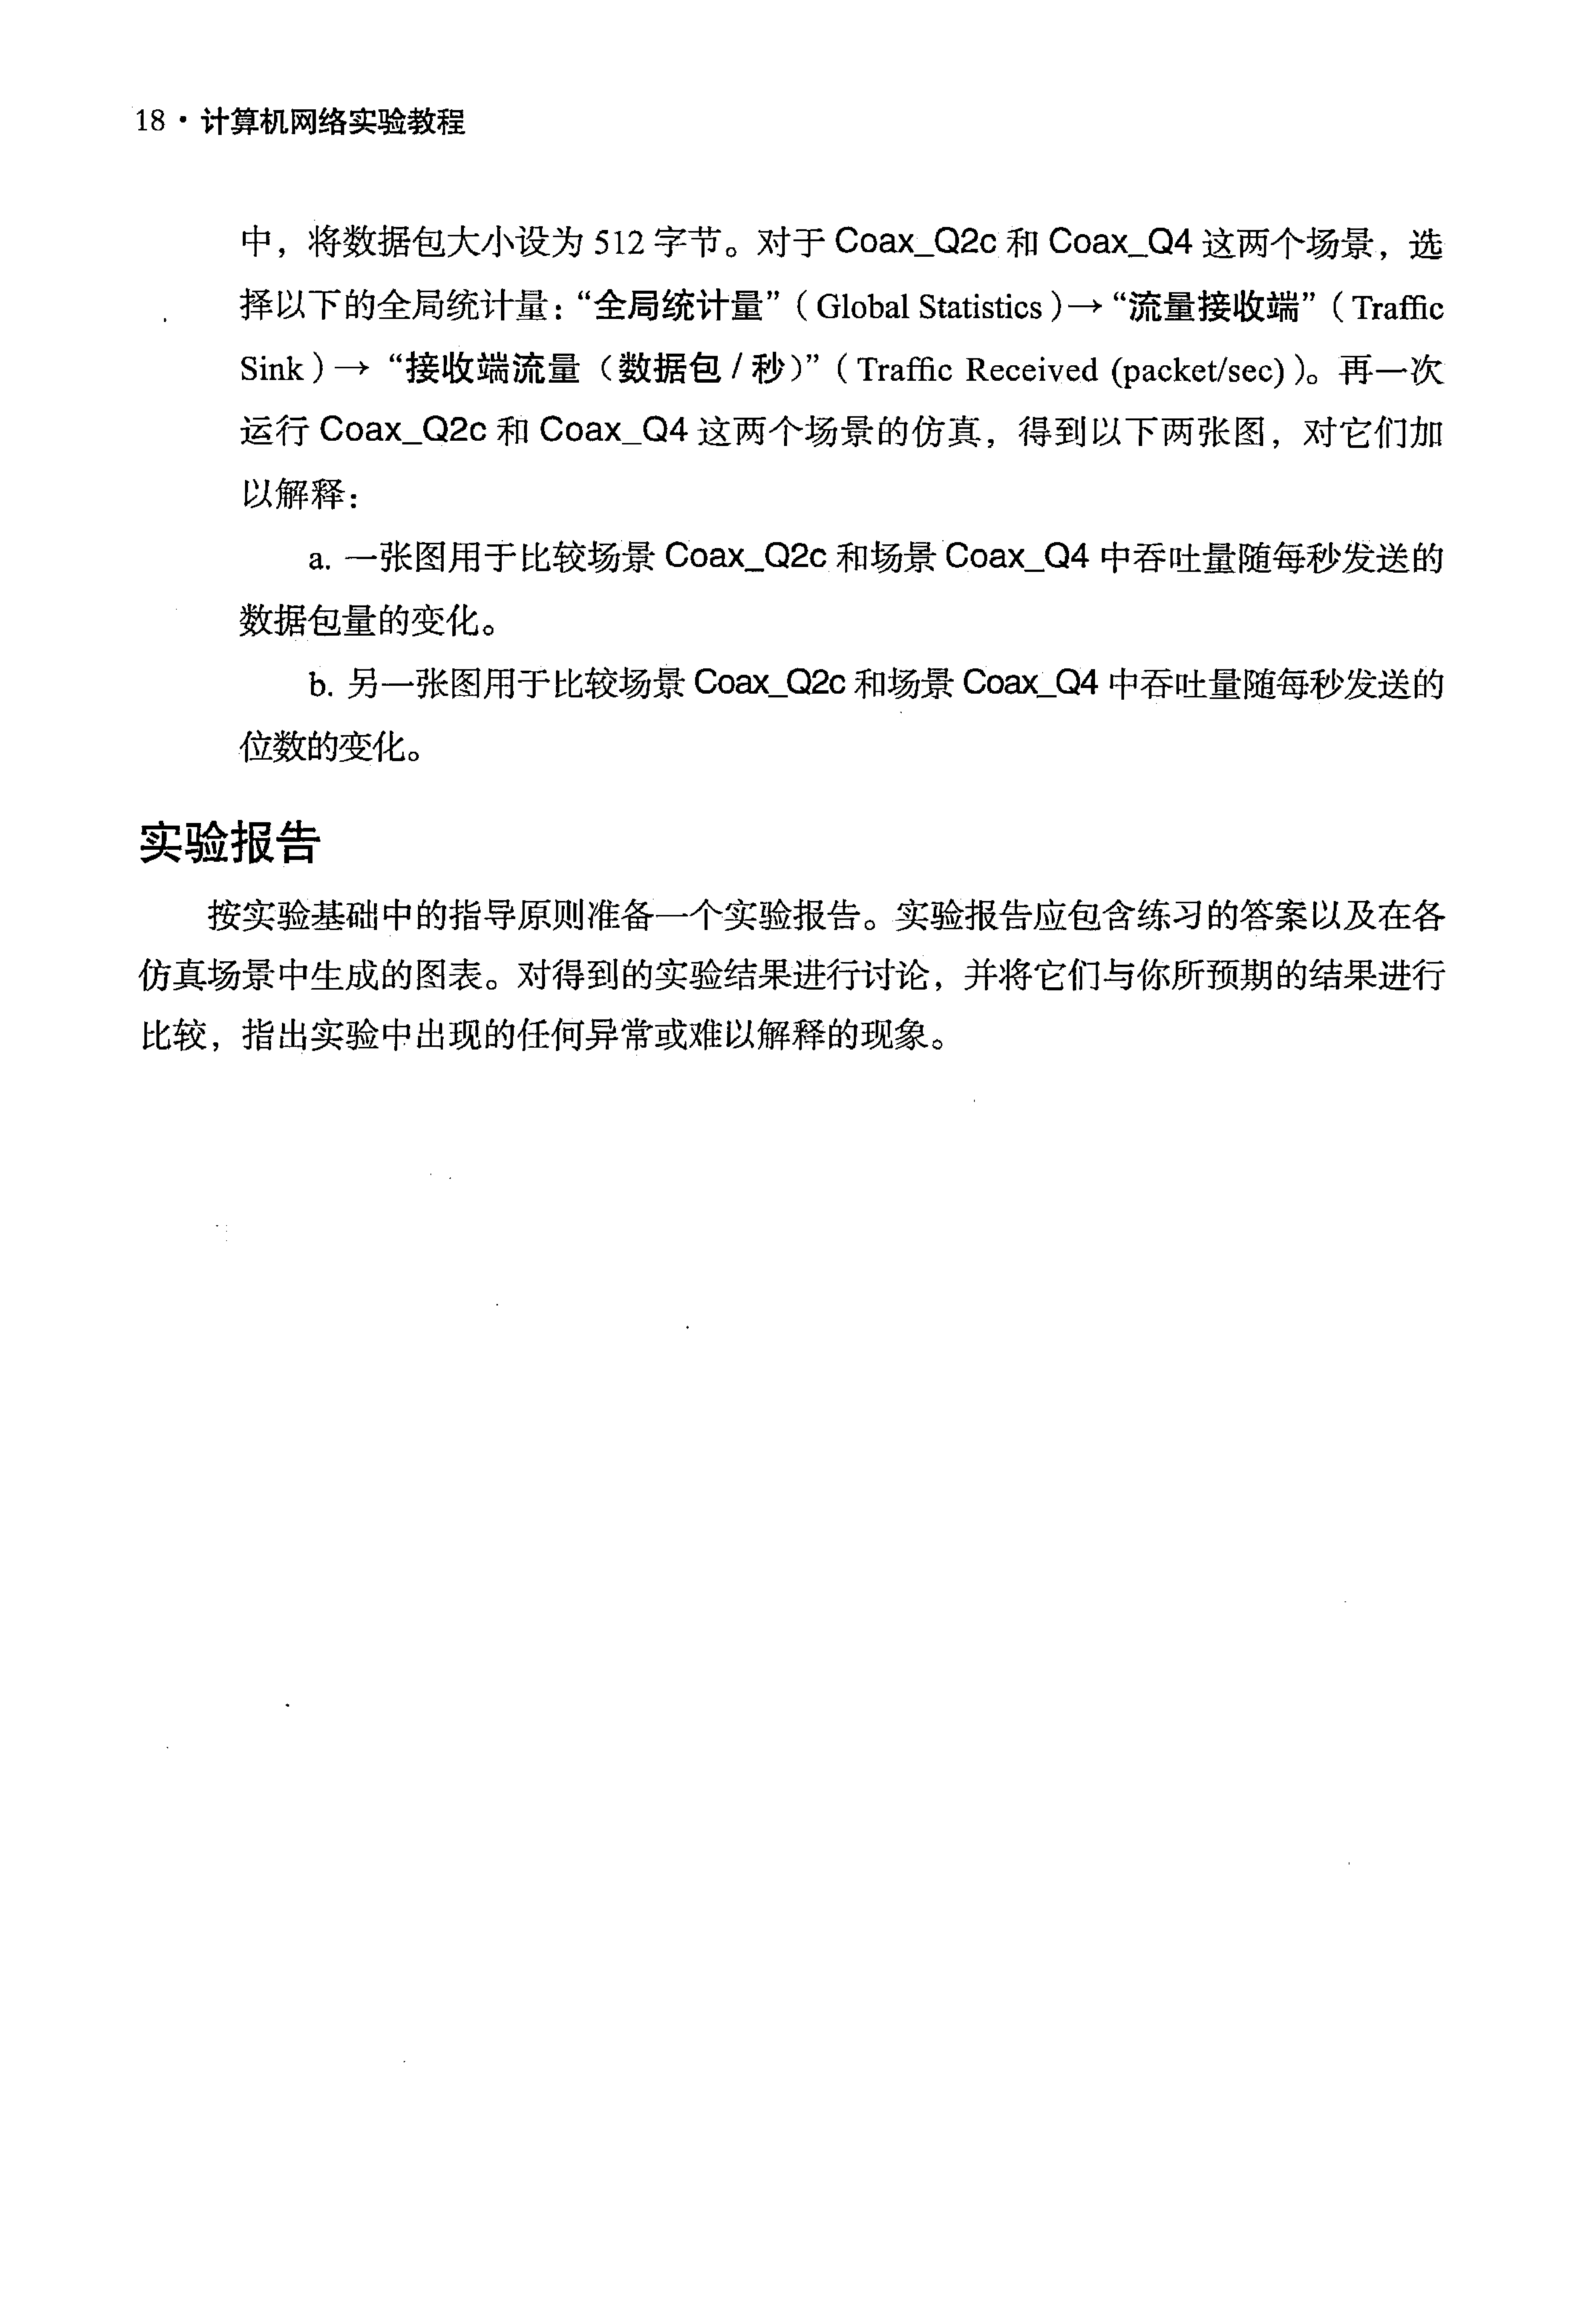 18·计算机网络实验教程
中，将数据包大小设为 512 字节。对于 Coax_Q2c 和 Coax_Q4 这两个场景，选
择以下的全局统计量：“全局统计量”（Global Statistics）→“流量接收端”（Traffic
Sink）→“接收端流量（数据包/秒）”（Traffic Received (packet/sec)）。再一次
运行 Coax_Q2c 和 Coax_Q4 这两个场景的仿真，得到以下两张图，对它们加
以解释：
a. 一张图用于比较场景 Coax_Q2c 和场景 Coax_Q4 中吞吐量随每秒发送的
数据包量的变化。
b. 另一张图用于比较场景 Coax_Q2c 和场景 Coax_Q4 中吞吐量随每秒发送的
位数的变化。
实验报告
按实验基础中的指导原则准备一个实验报告。实验报告应包含练习的答案以及在各
仿真场景中生成的图表。对得到的实验结果进行讨论，并将它们与你所预期的结果进行
比较，指出实验中出现的任何异常或难以解释的现象。